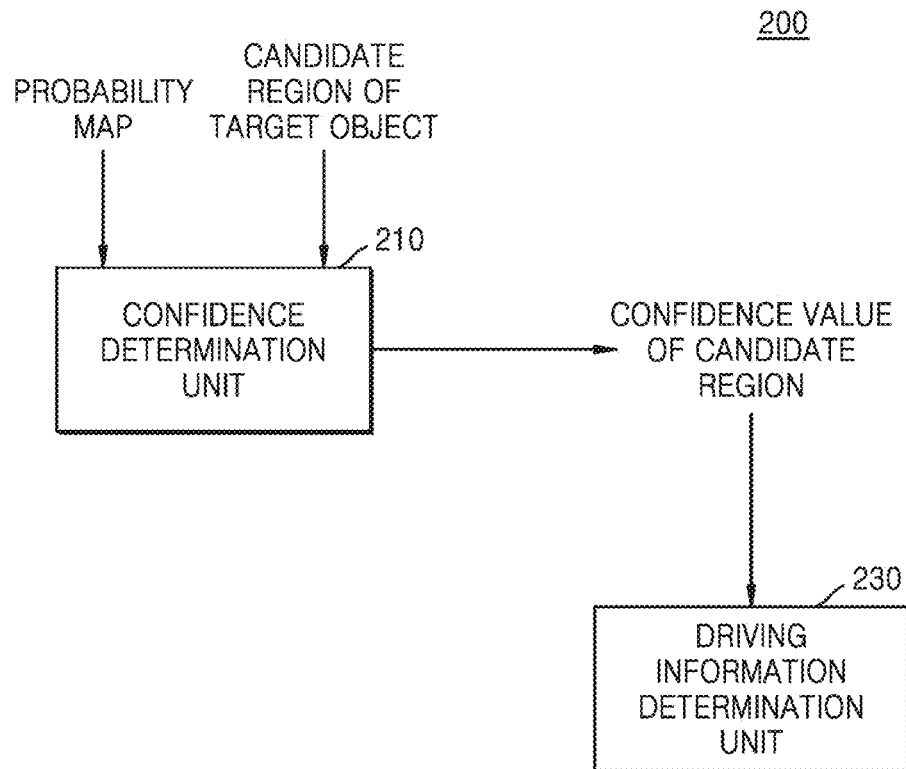 200
PROBABILITY
MAP
CANDIDATE
REGION OF
TARGET OBJECT
210
CONFIDENCE
DETERMINATION
UNIT
CONFIDENCE VALUE
OF CANDIDATE
REGION
230
DRIVING
INFORMATION
DETERMINATION
UNIT